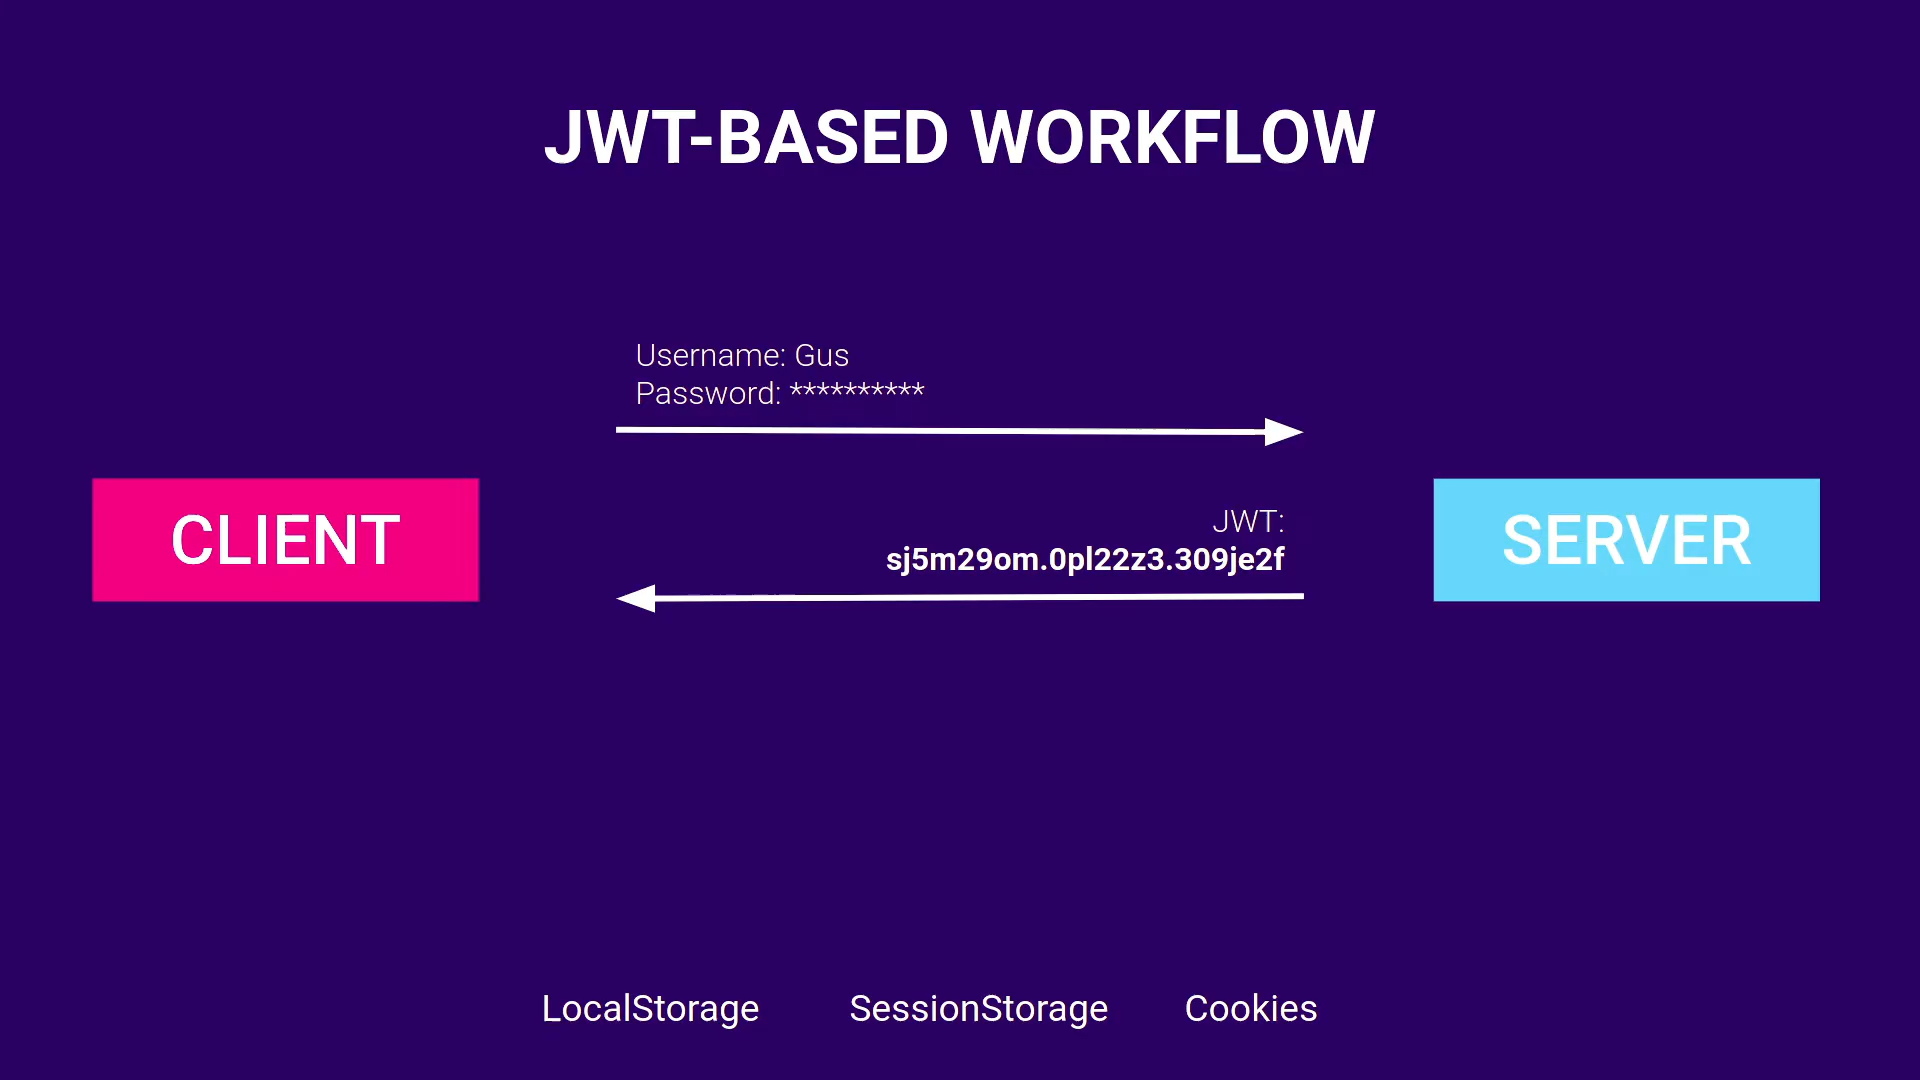 JWT-BASED WORKFLOW
Username: Gus
Password: **********
CLIENT
JWT:
sj5m29om.0pl22z3.309je2f
SERVER
LocalStorage
SessionStorage
Cookies